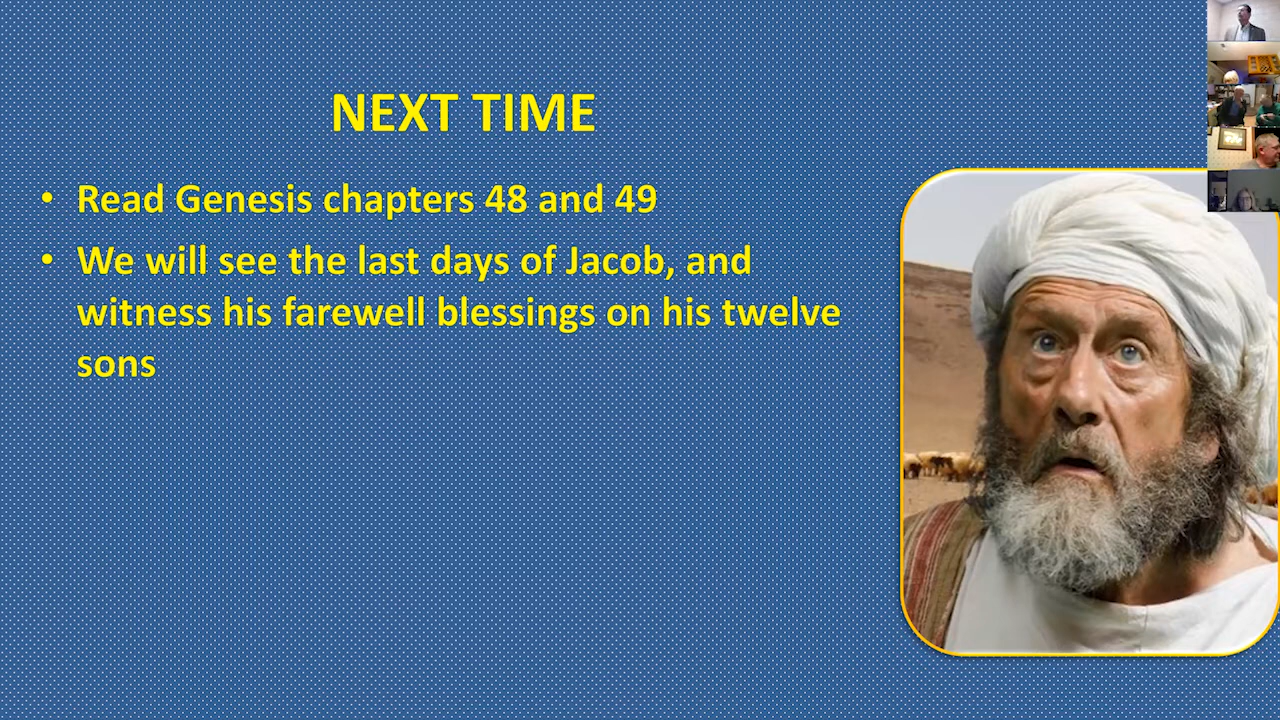 NEXT TIME
• Read Genesis chapters 48 and 49
• We will see the last days of Jacob, and
witness his farewell blessings on his twelve
sons